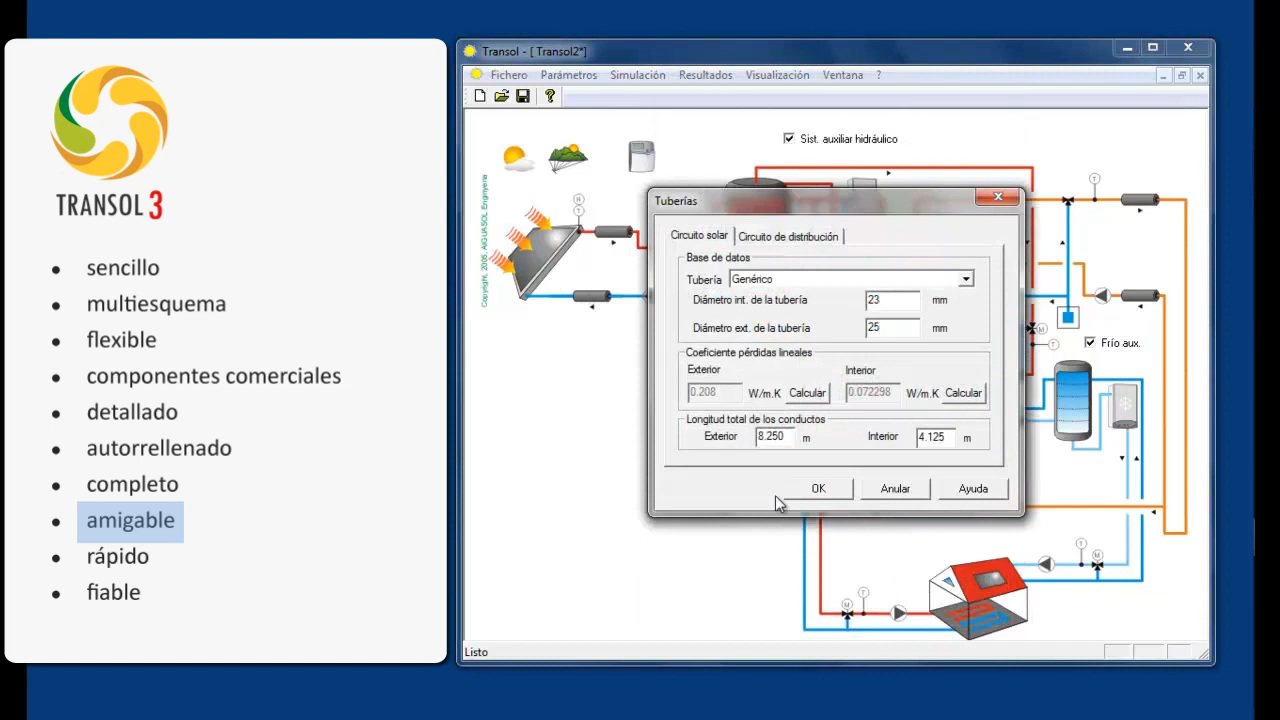 TRANSOL 3
• sencillo
• multiesquema
• flexible
• componentes comerciales
• detallado
• autorrellenado
• completo
• amigable
• rápido
• fiable
Transol - [ Transol2*]
Fichero Parámetros Simulación Resultados Visualización Ventana ?
Sist. auxiliar hidráulico
Copyright, 2005, AIGUASOL Enginyeria
R
T
T
Tuberías
Circuito solar Circuito de distribución
Base de datos
Tubería Genérico
Diámetro int. de la tubería 23 mm
Diámetro ext. de la tubería 25 mm
Coeficiente pérdidas lineales
Exterior Interior
0.208 W/m.K Calcular 0.072298 W/m.K Calcular
Longitud total de los conductos
Exterior 8.250 m Interior 4.125 m
OK Anular Ayuda
M
T
Frío aux.
T
M
M
T
Listo